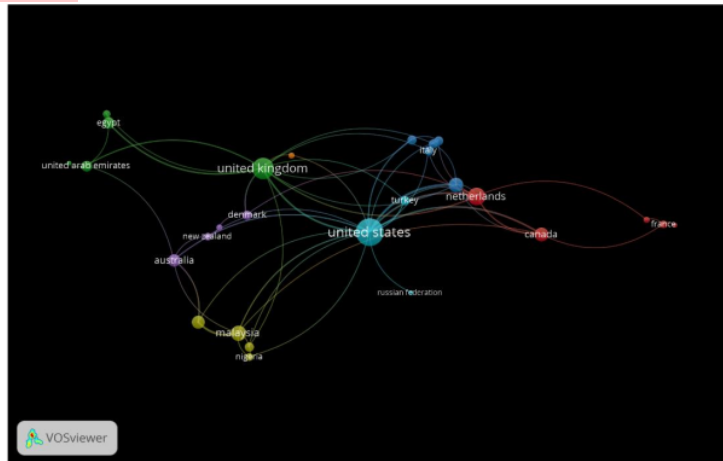 egypt
italy
united arab emirates
united kingdom
turkey
netherlands
denmark
france
new zealand
united states
canada
australia
russian federation
malaysia
nigeria
VOSviewer